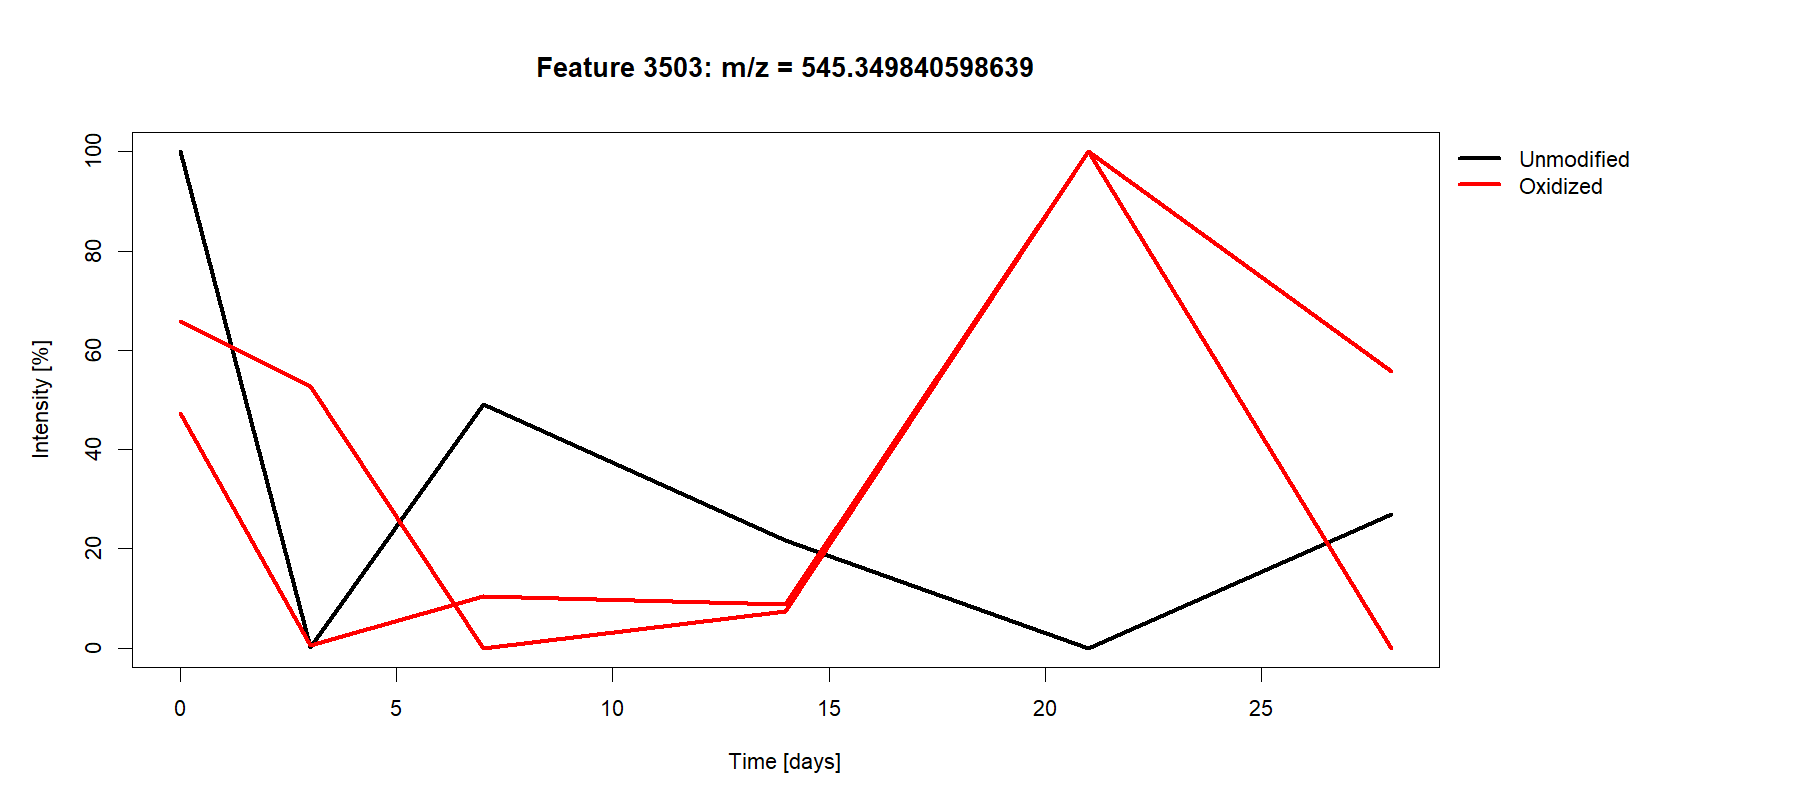 Feature 3503: m/z = 545.349840598639
Unmodified
Oxidized
Intensity [%]
100
80
60
40
20
0
0 5 10 15 20 25
Time [days]